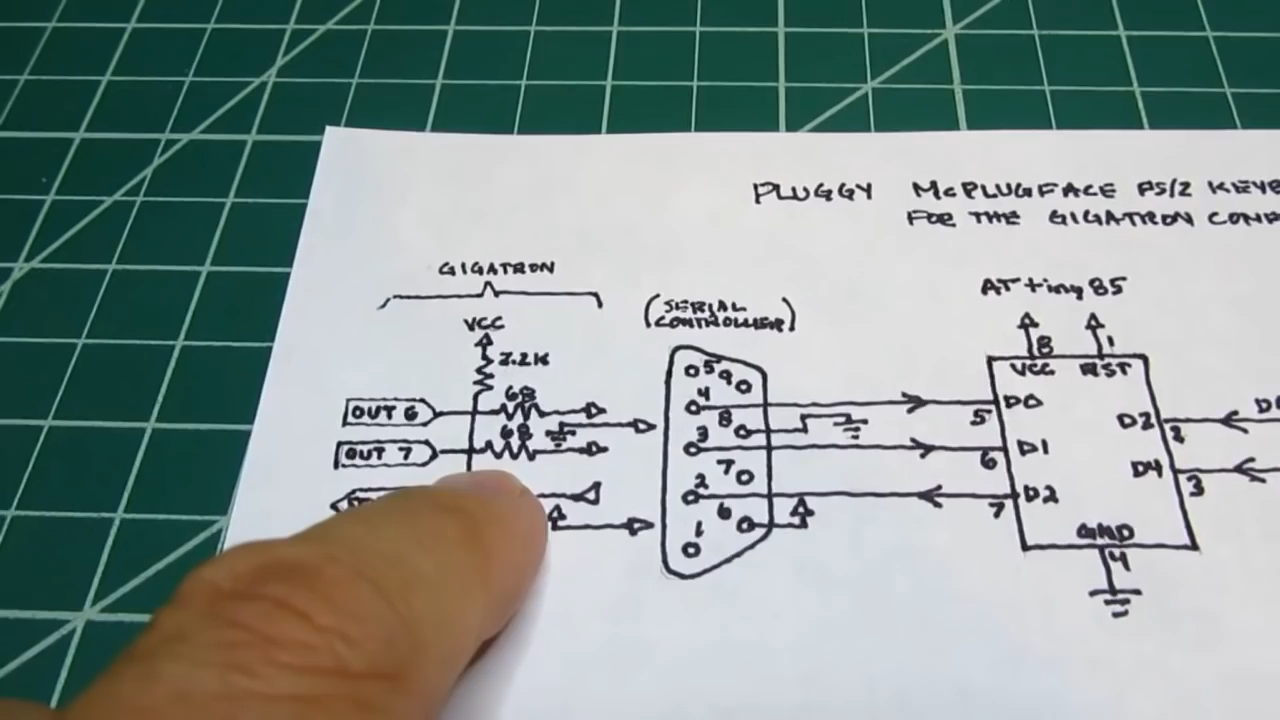 PLUGGY McPLUGFACE PS/2 KEYB
FOR THE GIGATRON CONP
GIGATRON
ATtiny85
(SERIAL
CONTROLLER)
VCC
8
1
2.2K
VCC
RST
5
9
68
4
D0
OUT 6
8
5
D2
68
3
2
OUT 7
D1
7
6
D4
2
3
D2
6
7
1
GND
4